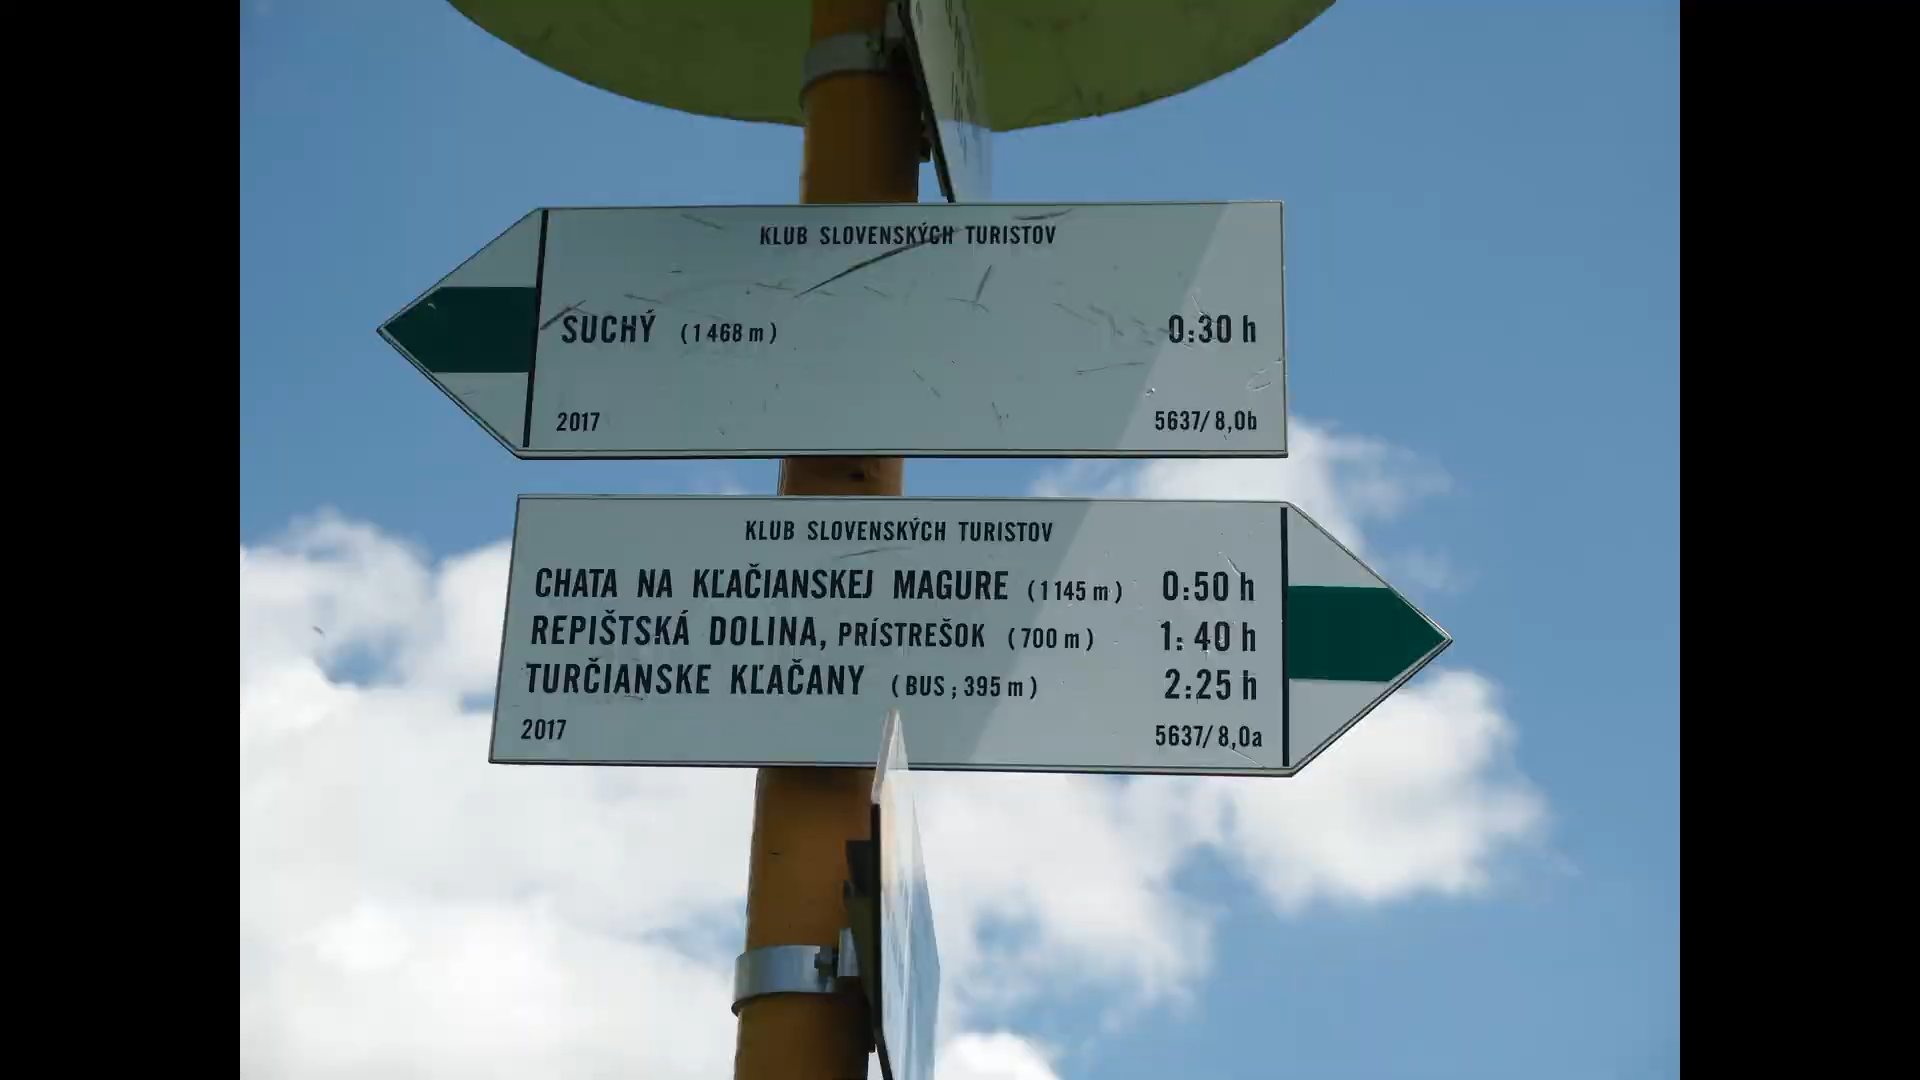 KLUB SLOVENSKÝCH TURISTOV
SUCHÝ (1468 m) 0:30 h
2017 5637/8,0b
KLUB SLOVENSKÝCH TURISTOV
CHATA NA KĽAČIANSKEJ MAGURE (1145 m) 0:50 h
REPIŠTSKÁ DOLINA, PRÍSTREŠOK (700 m) 1:40 h
TURČIANSKE KĽAČANY (BUS; 395 m) 2:25 h
2017 5637/8,0a